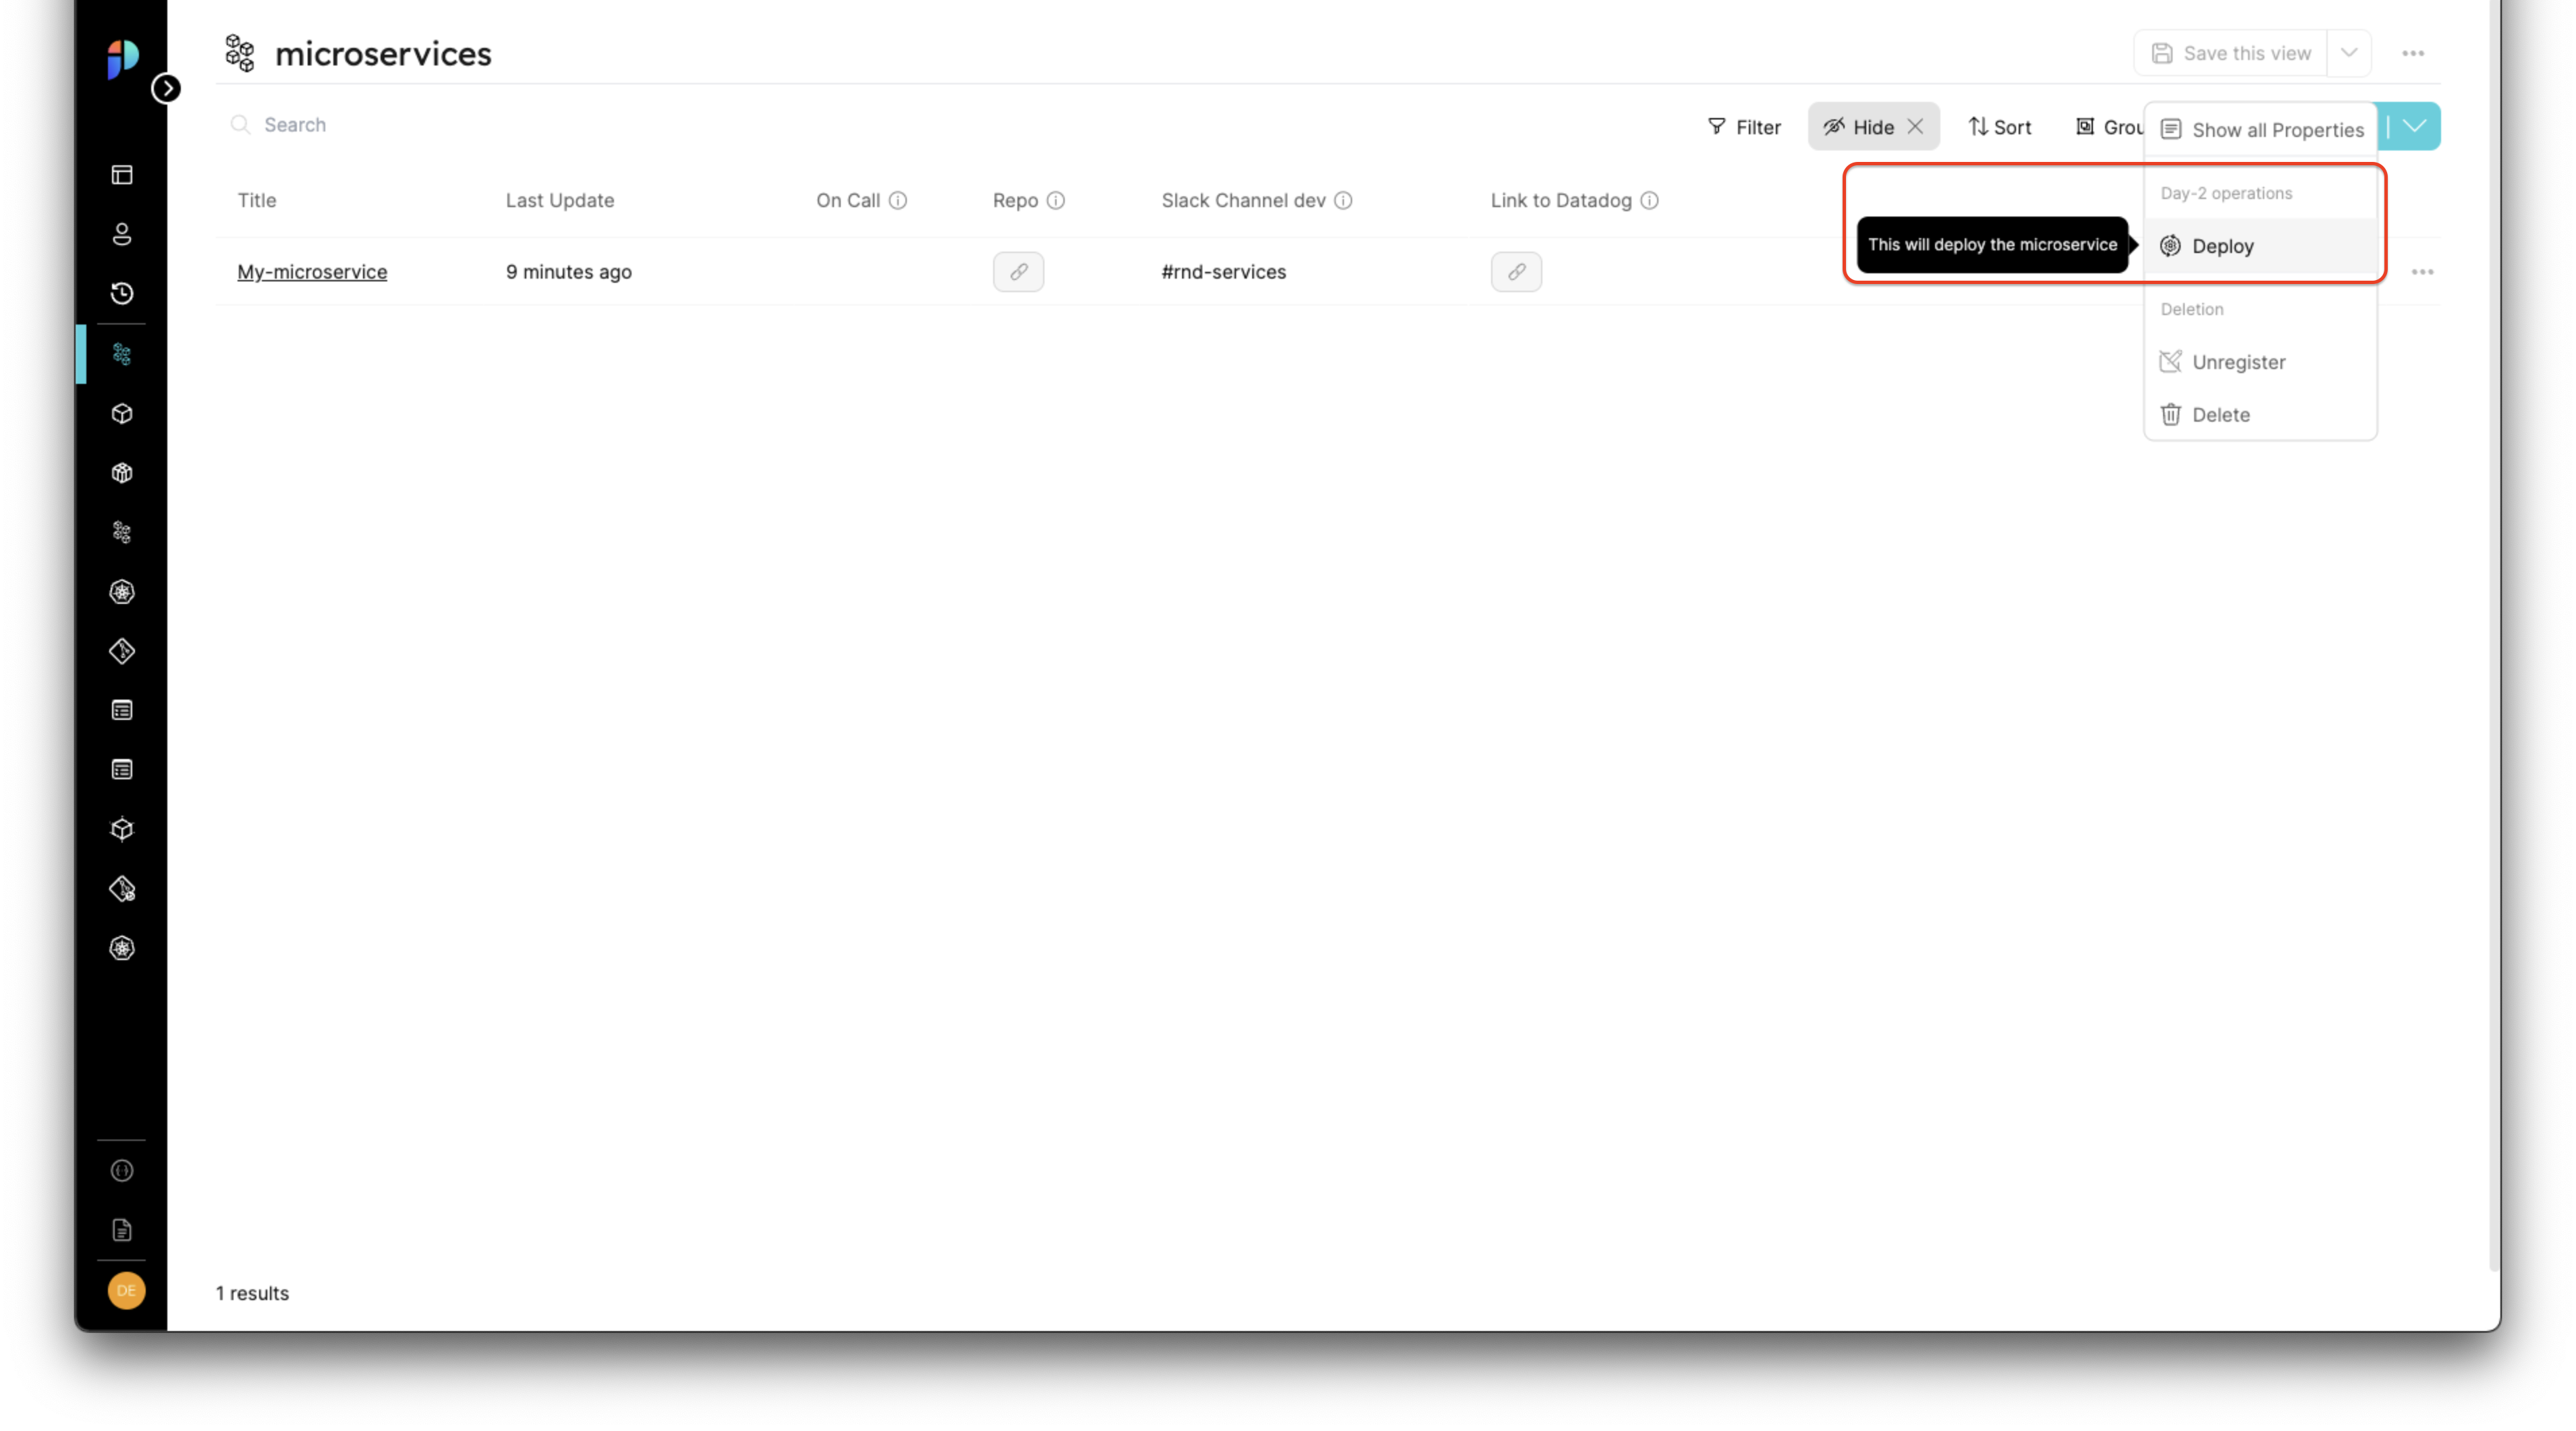 microservices
Save this view
Search
Filter
Hide
Sort
Grou
Show all Properties
Title
Last Update
On Call
Repo
Slack Channel dev
Link to Datadog
Day-2 operations
This will deploy the microservice
Deploy
My-microservice
9 minutes ago
#rnd-services
Deletion
Unregister
Delete
DE
1 results